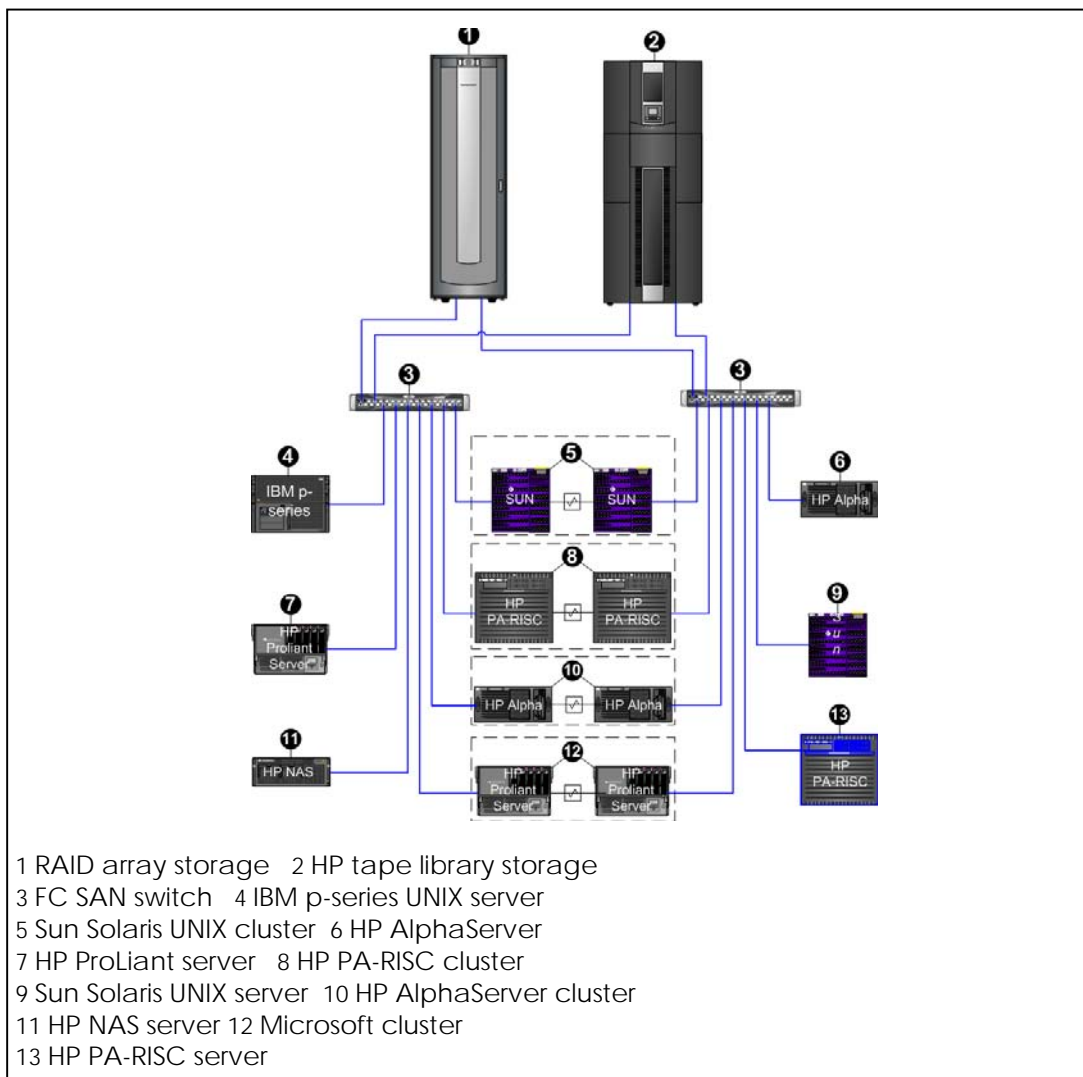 1
2
3
3
4
IBM p-
series
5
SUN
SUN
6
HP Alpha
7
HP
Proliant
Server
8
HP
PA-RISC
HP
PA-RISC
9
Sun
10
HP Alpha
HP Alpha
11
HP NAS
12
HP
Proliant
Server
HP
Proliant
Server
13
HP
PA-RISC
1 RAID array storage 2 HP tape library storage
3 FC SAN switch 4 IBM p-series UNIX server
5 Sun Solaris UNIX cluster 6 HP AlphaServer
7 HP ProLiant server 8 HP PA-RISC cluster
9 Sun Solaris UNIX server 10 HP AlphaServer cluster
11 HP NAS server 12 Microsoft cluster
13 HP PA-RISC server